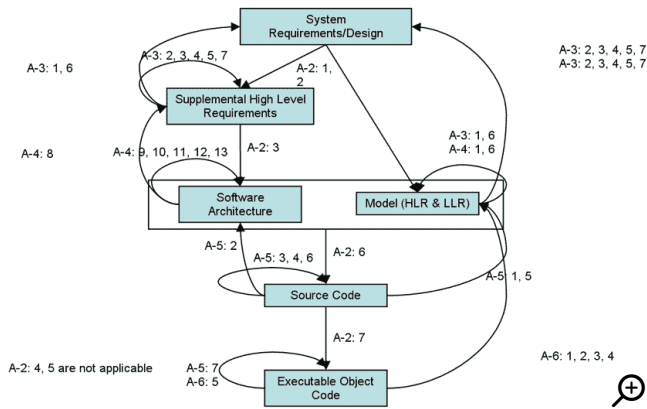 System
Requirements/Design
A-3: 2, 3, 4, 5, 7
A-3: 2, 3, 4, 5, 7
A-3: 2, 3, 4, 5, 7
A-3: 1, 6
A-2: 1,
2
Supplemental High Level
Requirements
A-3: 1, 6
A-4: 1, 6
A-4: 8
A-4: 9, 10, 11, 12, 13
A-2: 3
Software
Architecture
Model (HLR & LLR)
A-5: 2
A-2: 6
A-5: 3, 4, 6
A-5: 1, 5
Source Code
A-2: 7
A-6: 1, 2, 3, 4
A-2: 4, 5 are not applicable
A-5: 7
A-6: 5
Executable Object
Code